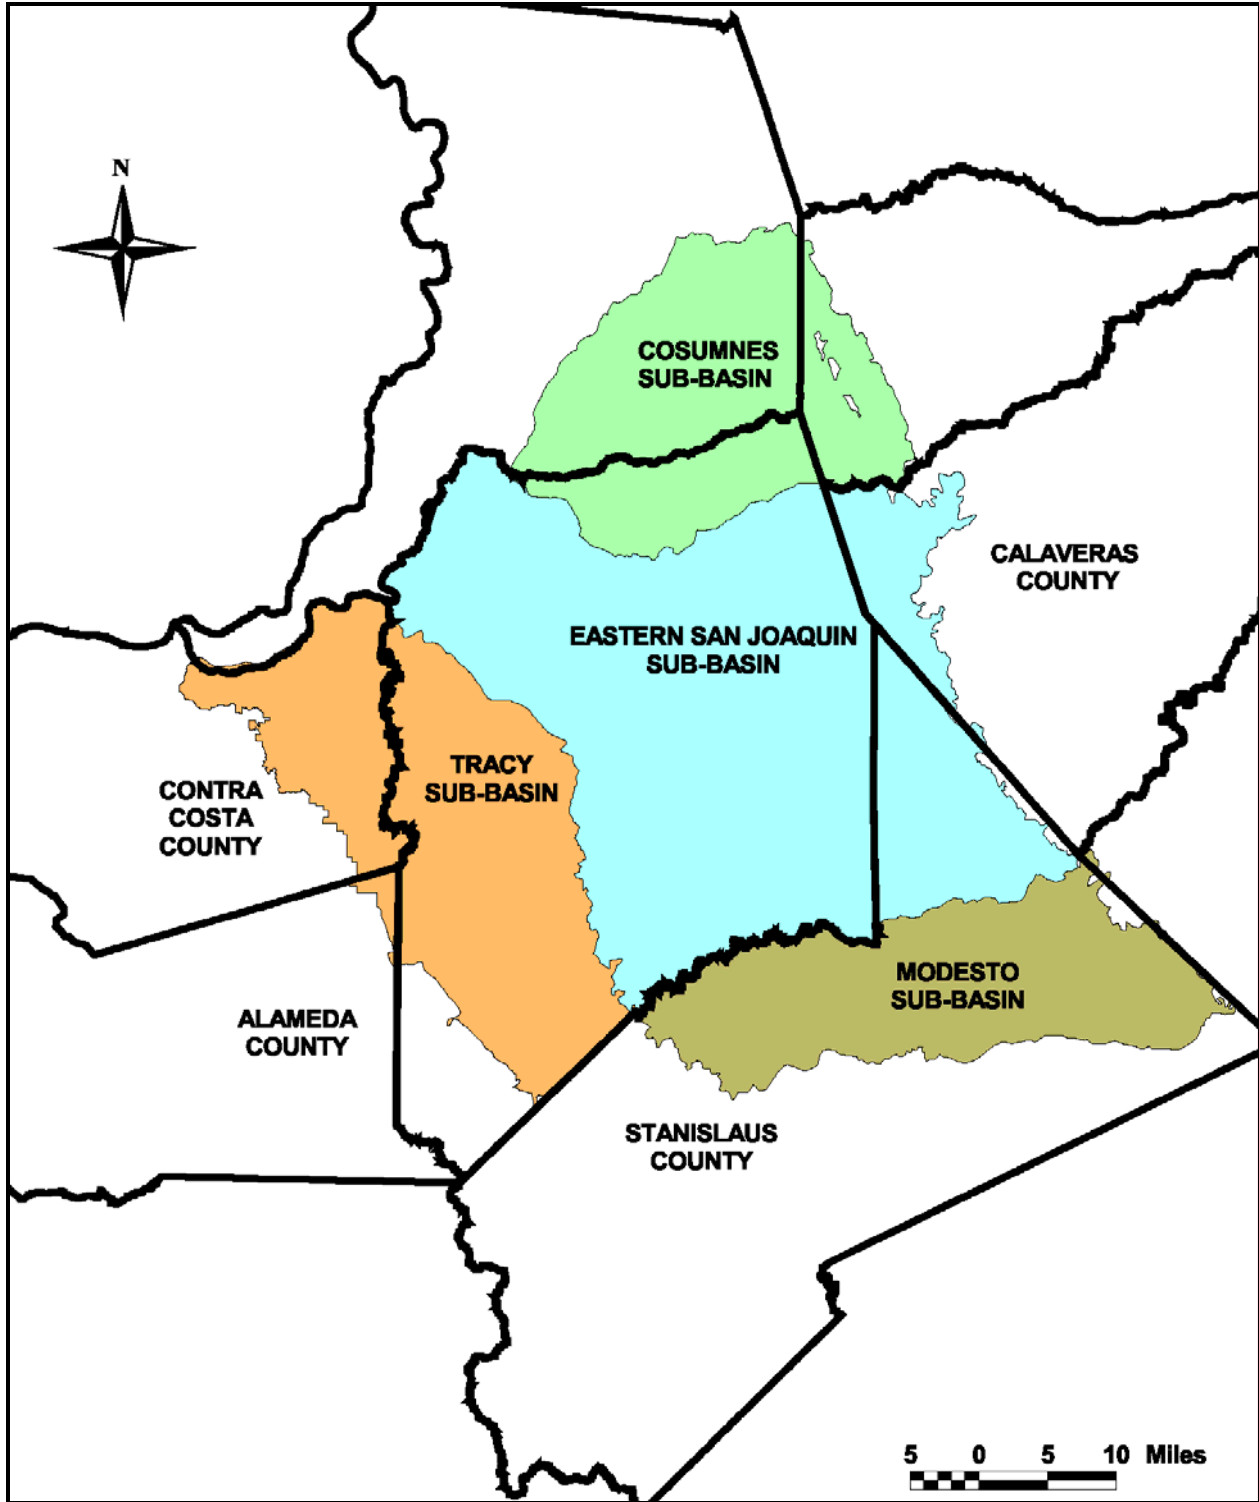 N
COSUMNES
SUB-BASIN
CALAVERAS
COUNTY
EASTERN SAN JOAQUIN
SUB-BASIN
TRACY
SUB-BASIN
CONTRA
COSTA
COUNTY
MODESTO
SUB-BASIN
ALAMEDA
COUNTY
STANISLAUS
COUNTY
5 0 5 10 Miles